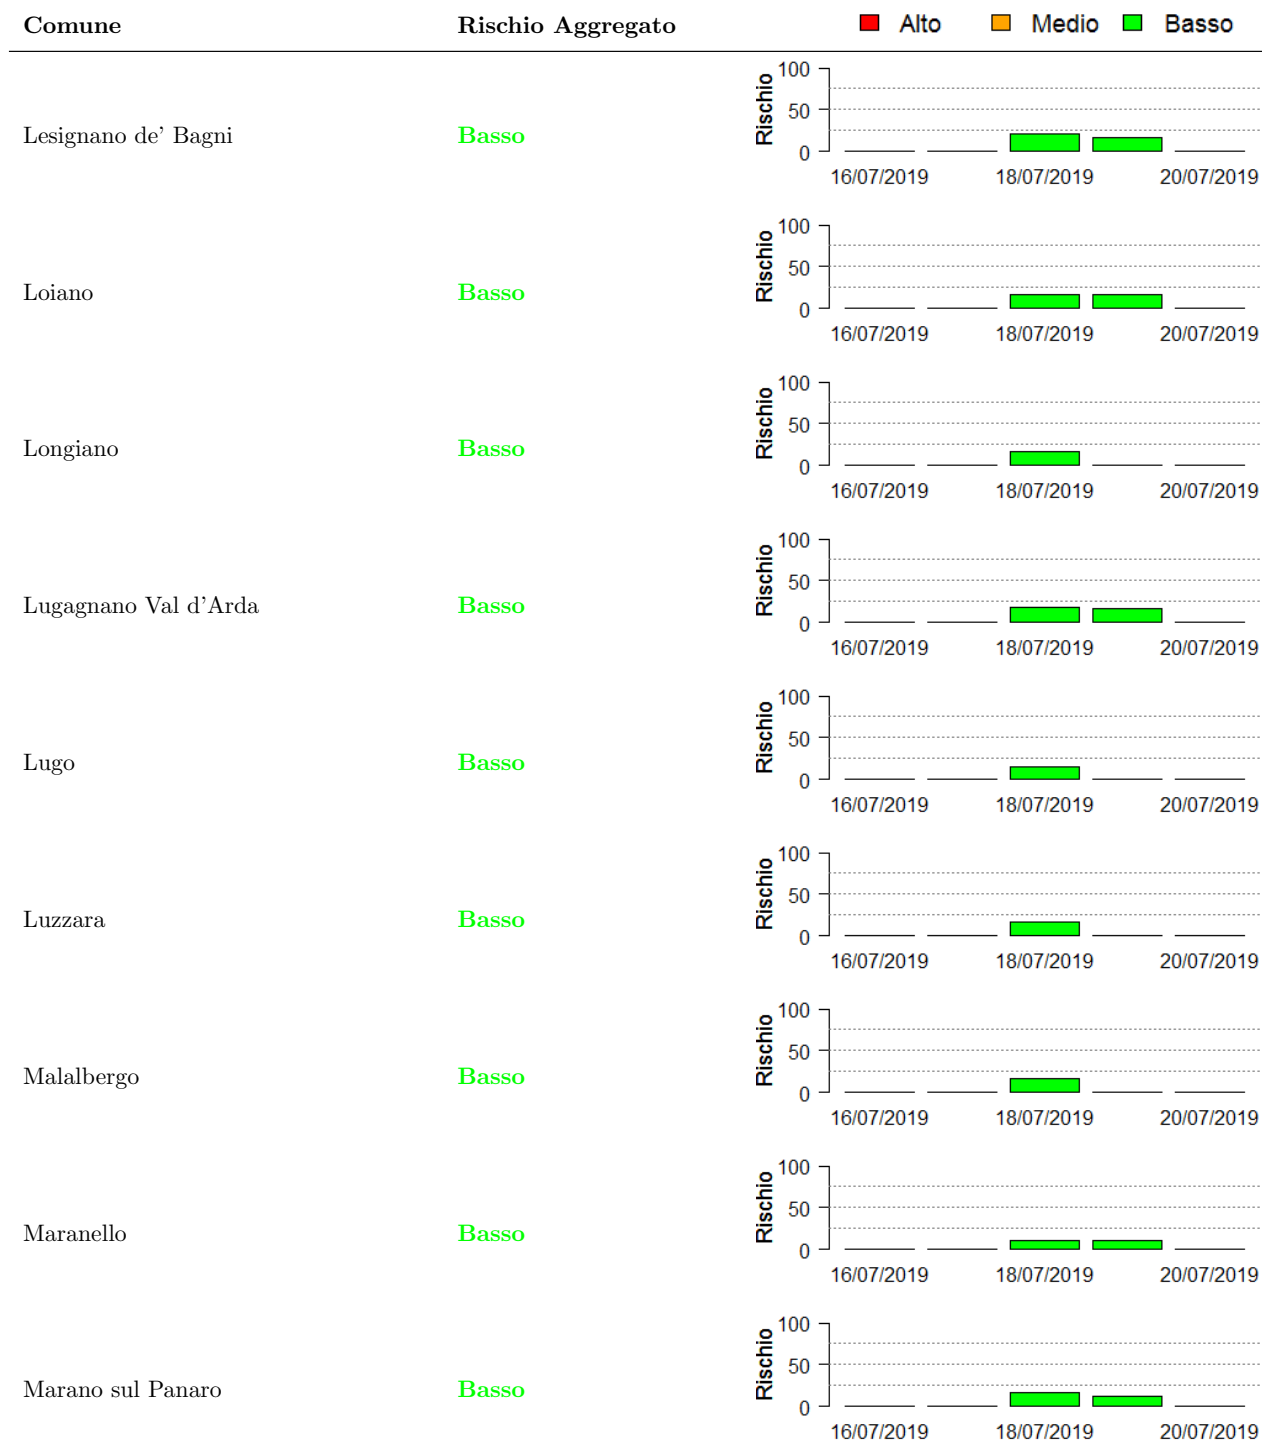 Comune Rischio Aggregato Alto Medio Basso
Lesignano de' Bagni Basso
Rischio
100
50
0
16/07/2019 18/07/2019 20/07/2019
Loiano Basso
Rischio
100
50
0
16/07/2019 18/07/2019 20/07/2019
Longiano Basso
Rischio
100
50
0
16/07/2019 18/07/2019 20/07/2019
Lugagnano Val d'Arda Basso
Rischio
100
50
0
16/07/2019 18/07/2019 20/07/2019
Lugo Basso
Rischio
100
50
0
16/07/2019 18/07/2019 20/07/2019
Luzzara Basso
Rischio
100
50
0
16/07/2019 18/07/2019 20/07/2019
Malalbergo Basso
Rischio
100
50
0
16/07/2019 18/07/2019 20/07/2019
Maranello Basso
Rischio
100
50
0
16/07/2019 18/07/2019 20/07/2019
Marano sul Panaro Basso
Rischio
100
50
0
16/07/2019 18/07/2019 20/07/2019